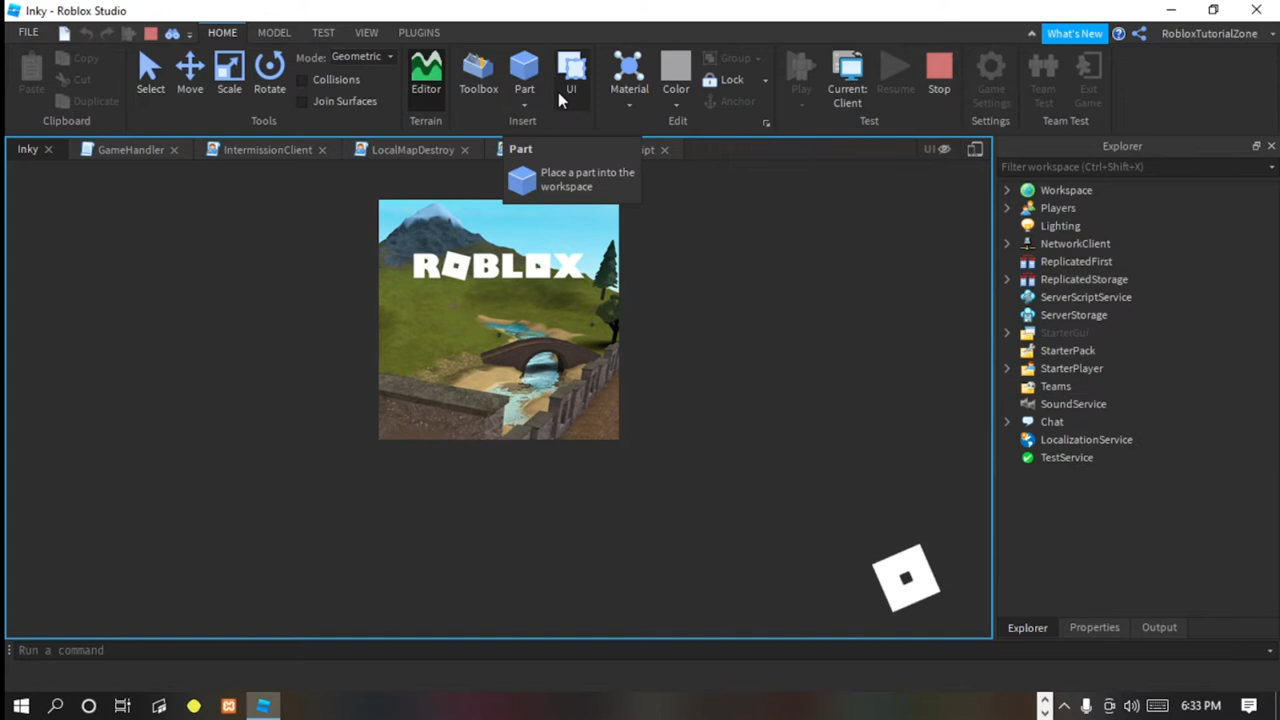 Inky - Roblox Studio
FILE HOME MODEL TEST VIEW PLUGINS What's New RobloxTutorialZone
Paste Copy Cut Duplicate Clipboard
Select Move Scale Rotate Mode: Geometric Collisions Join Surfaces Tools
Editor Terrain
Toolbox Part UI Insert
Material Color Group Lock Anchor Edit
Play Current: Client Resume Stop Test
Game Settings Settings
Team Test Exit Game Team Test
Inky GameHandler IntermissionClient LocalMapDestroy ipt UI
Part
Place a part into the
workspace
ROBLOX
Explorer
Filter workspace (Ctrl+Shift+X)
Workspace
Players
Lighting
NetworkClient
ReplicatedFirst
ReplicatedStorage
ServerScriptService
ServerStorage
StarterGui
StarterPack
StarterPlayer
Teams
SoundService
Chat
LocalizationService
TestService
Explorer Properties Output
Run a command
6:33 PM